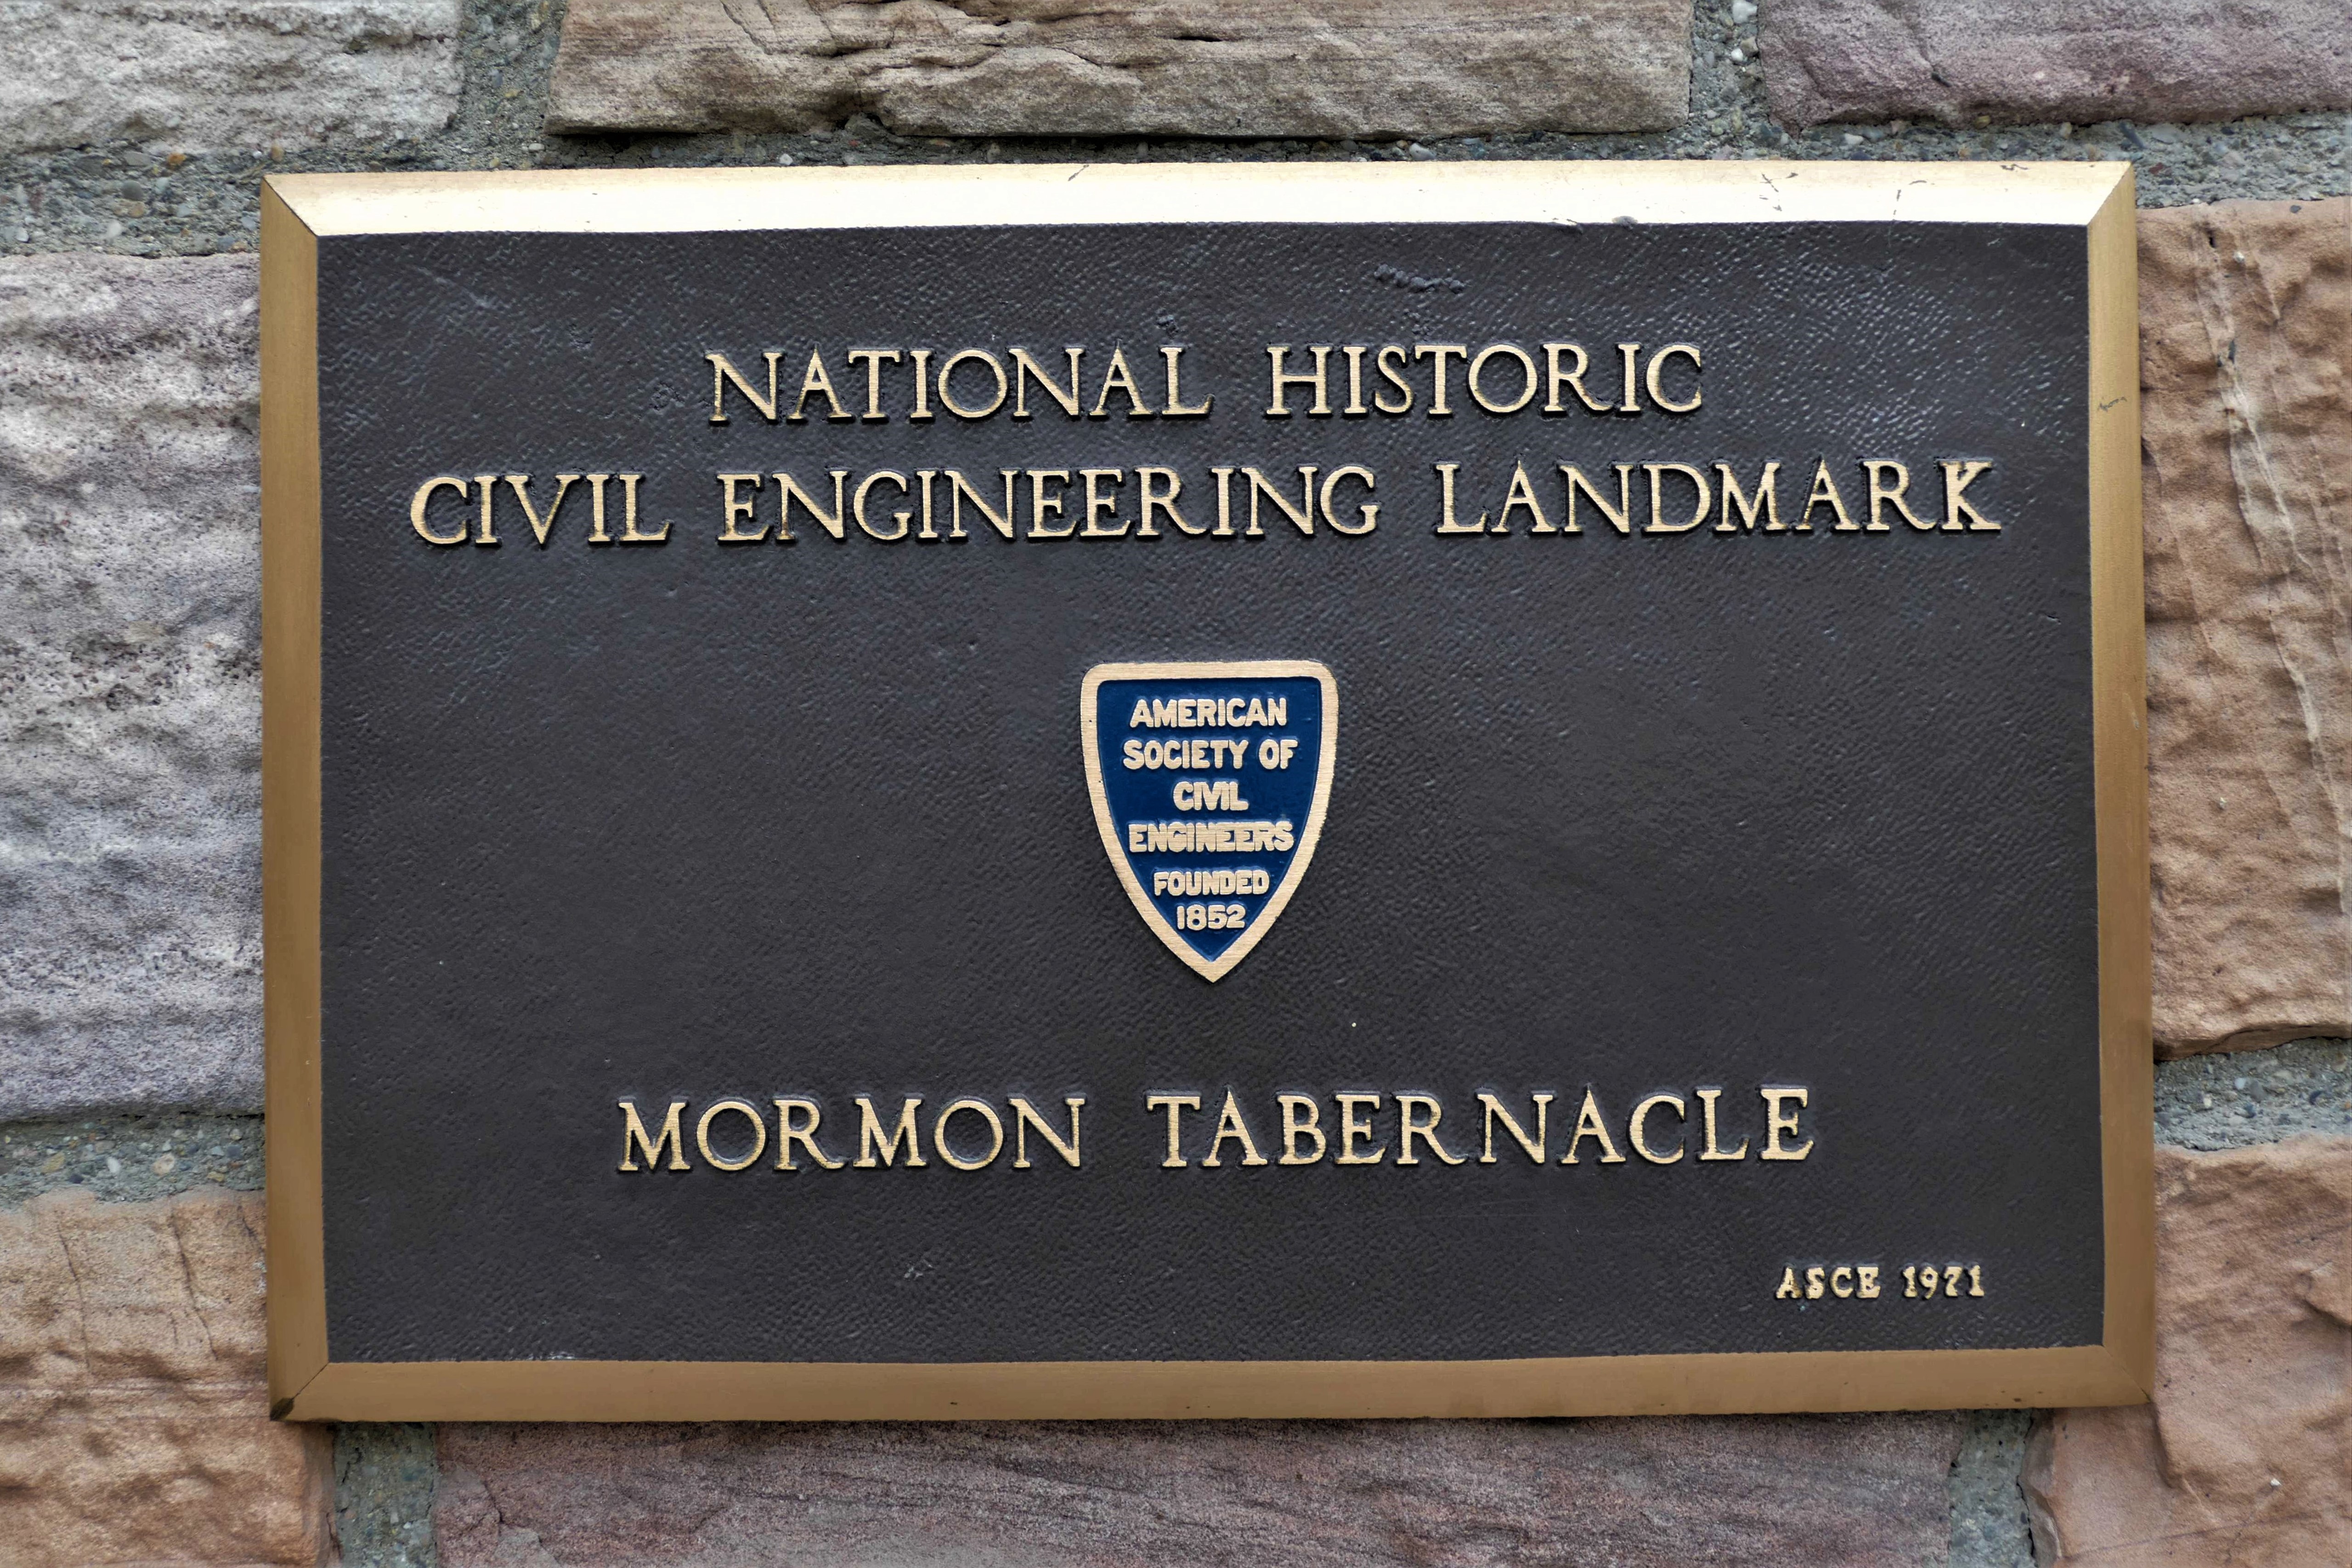 NATIONAL HISTORIC
CIVIL ENGINEERING LANDMARK
AMERICAN
SOCIETY OF
CIVIL
ENGINEERS
FOUNDED
1852
MORMON TABERNACLE
ASCE 1971